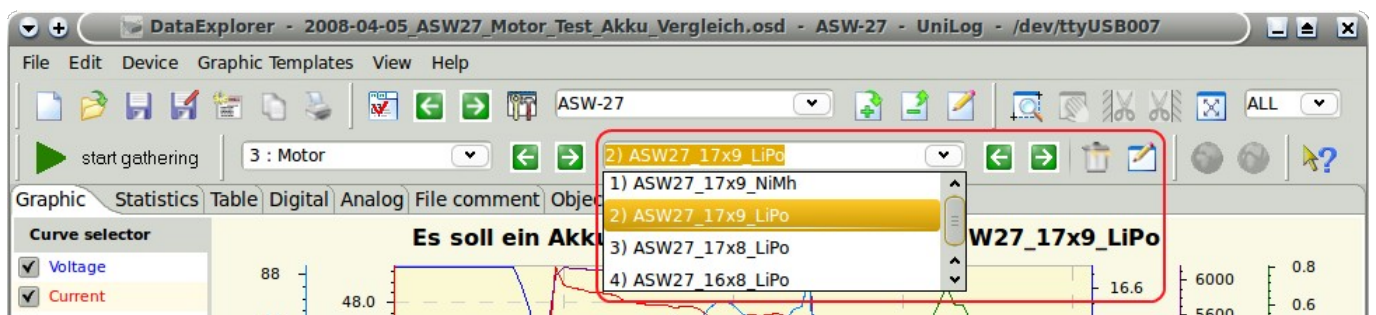 DataExplorer - 2008-04-05_ASW27_Motor_Test_Akku_Vergleich.osd - ASW-27 - UniLog - /dev/ttyUSB007
File Edit Device Graphic Templates View Help
ASW-27 ALL
start gathering 3 : Motor 2) ASW27_17x9_LiPo
1) ASW27_17x9_NiMh
Graphic Statistics Table Digital Analog File comment Objec
2) ASW27_17x9_LiPo
Curve selector Es soll ein Akku W27_17x9_LiPo
3) ASW27_17x8_LiPo
Voltage 88 6000 0.8
4) ASW27_16x8_LiPo 16.6
Current 48.0 5600 0.6